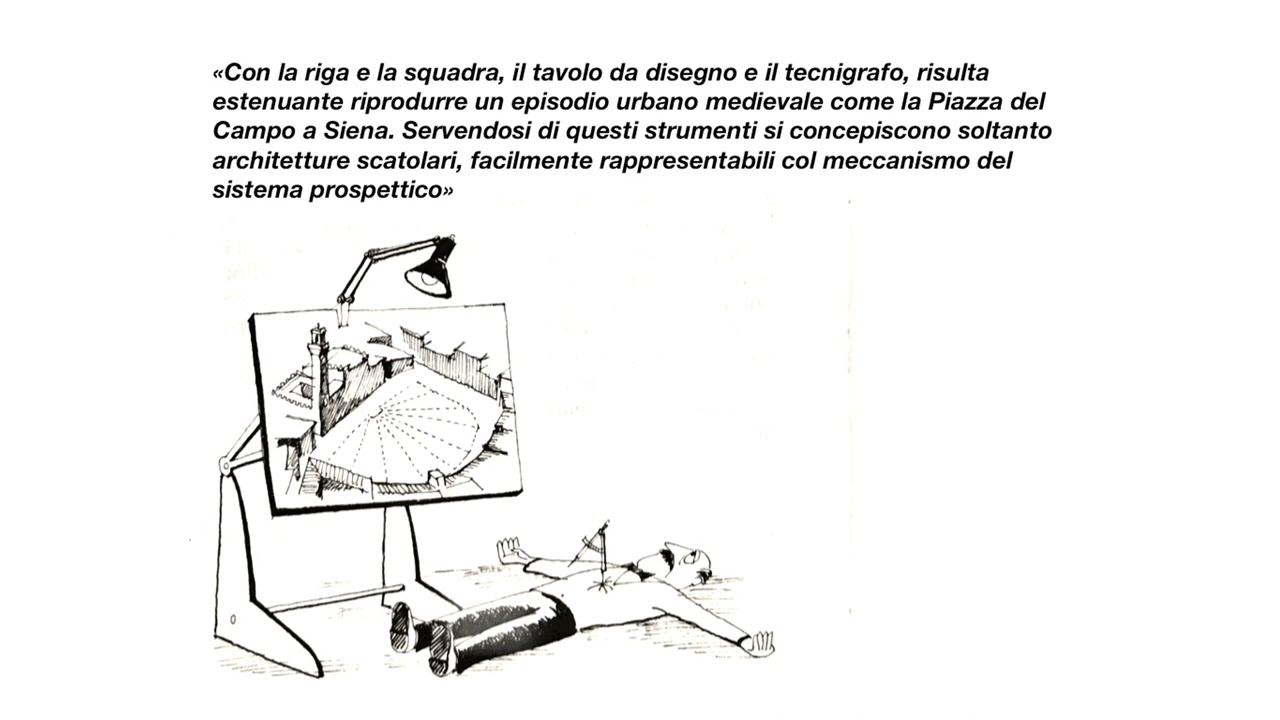 «Con la riga e la squadra, il tavolo da disegno e il tecnigrafo, risulta
estenuante riprodurre un episodio urbano medievale come la Piazza del
Campo a Siena. Servendosi di questi strumenti si concepiscono soltanto
architetture scatolari, facilmente rappresentabili col meccanismo del
sistema prospettico»